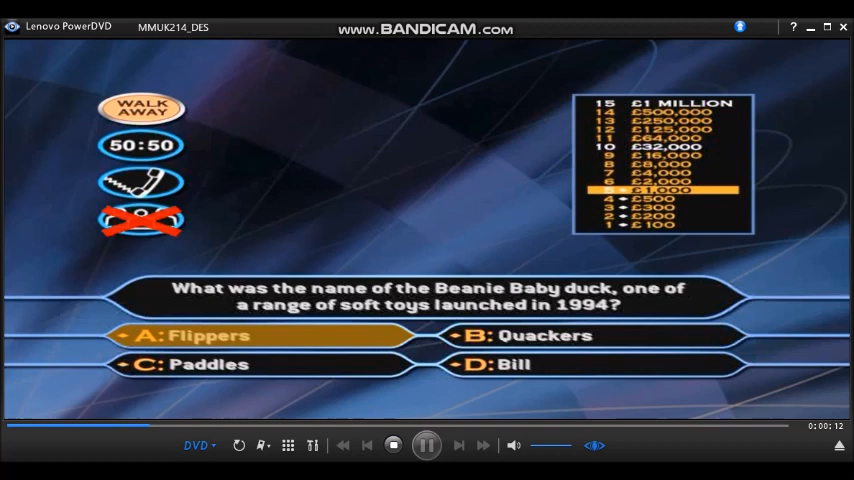 Lenovo PowerDVD
MMUK214_DES
WWW.BANDICAM.COM
?
WALK
AWAY
50:50
15 £1 MILLION
14 £500,000
13 £250,000
12 £125,000
11 £64,000
10 £32,000
9 £16,000
8 £8,000
7 £4,000
6 £2,000
5 £1,000
4 £500
3 £300
2 £200
1 £100
What was the name of the Beanie Baby duck, one of
a range of soft toys launched in 1994?
A: Flippers
B: Quackers
C: Paddles
D: Bill
0:00:12
DVD